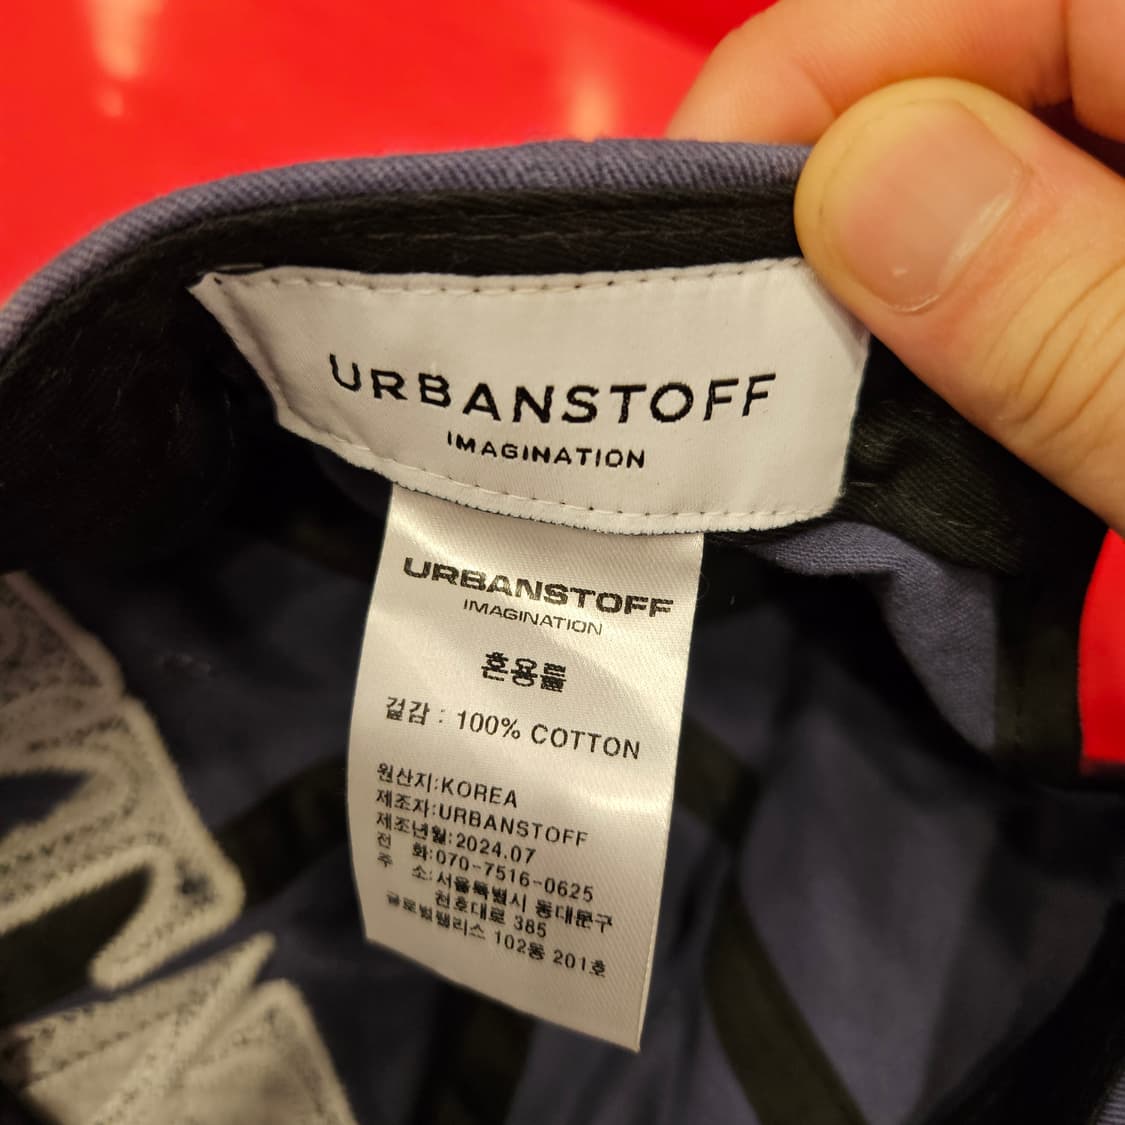 URBANSTOFF
IMAGINATION
URBANSTOFF
IMAGINATION
혼용률
겉감 : 100% COTTON
원산지:KOREA
제조자:URBANSTOFF
제조년월:2024.07
전 화:070-7516-0625
주 소:서울특별시 동대문구
천호대로 385
글로벌팰리스 102동 201호